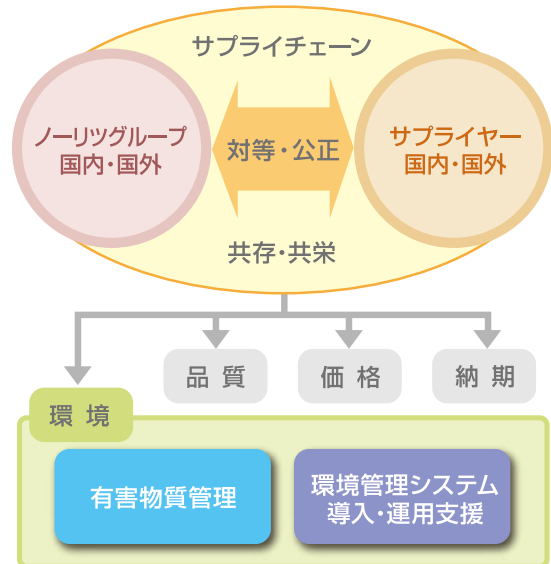 サプライチェーン
ノーリツグループ
国内・国外
対等・公正
サプライヤー
国内・国外
共存・共栄
品質
価格
納期
環境
有害物質管理
環境管理システム
導入・運用支援